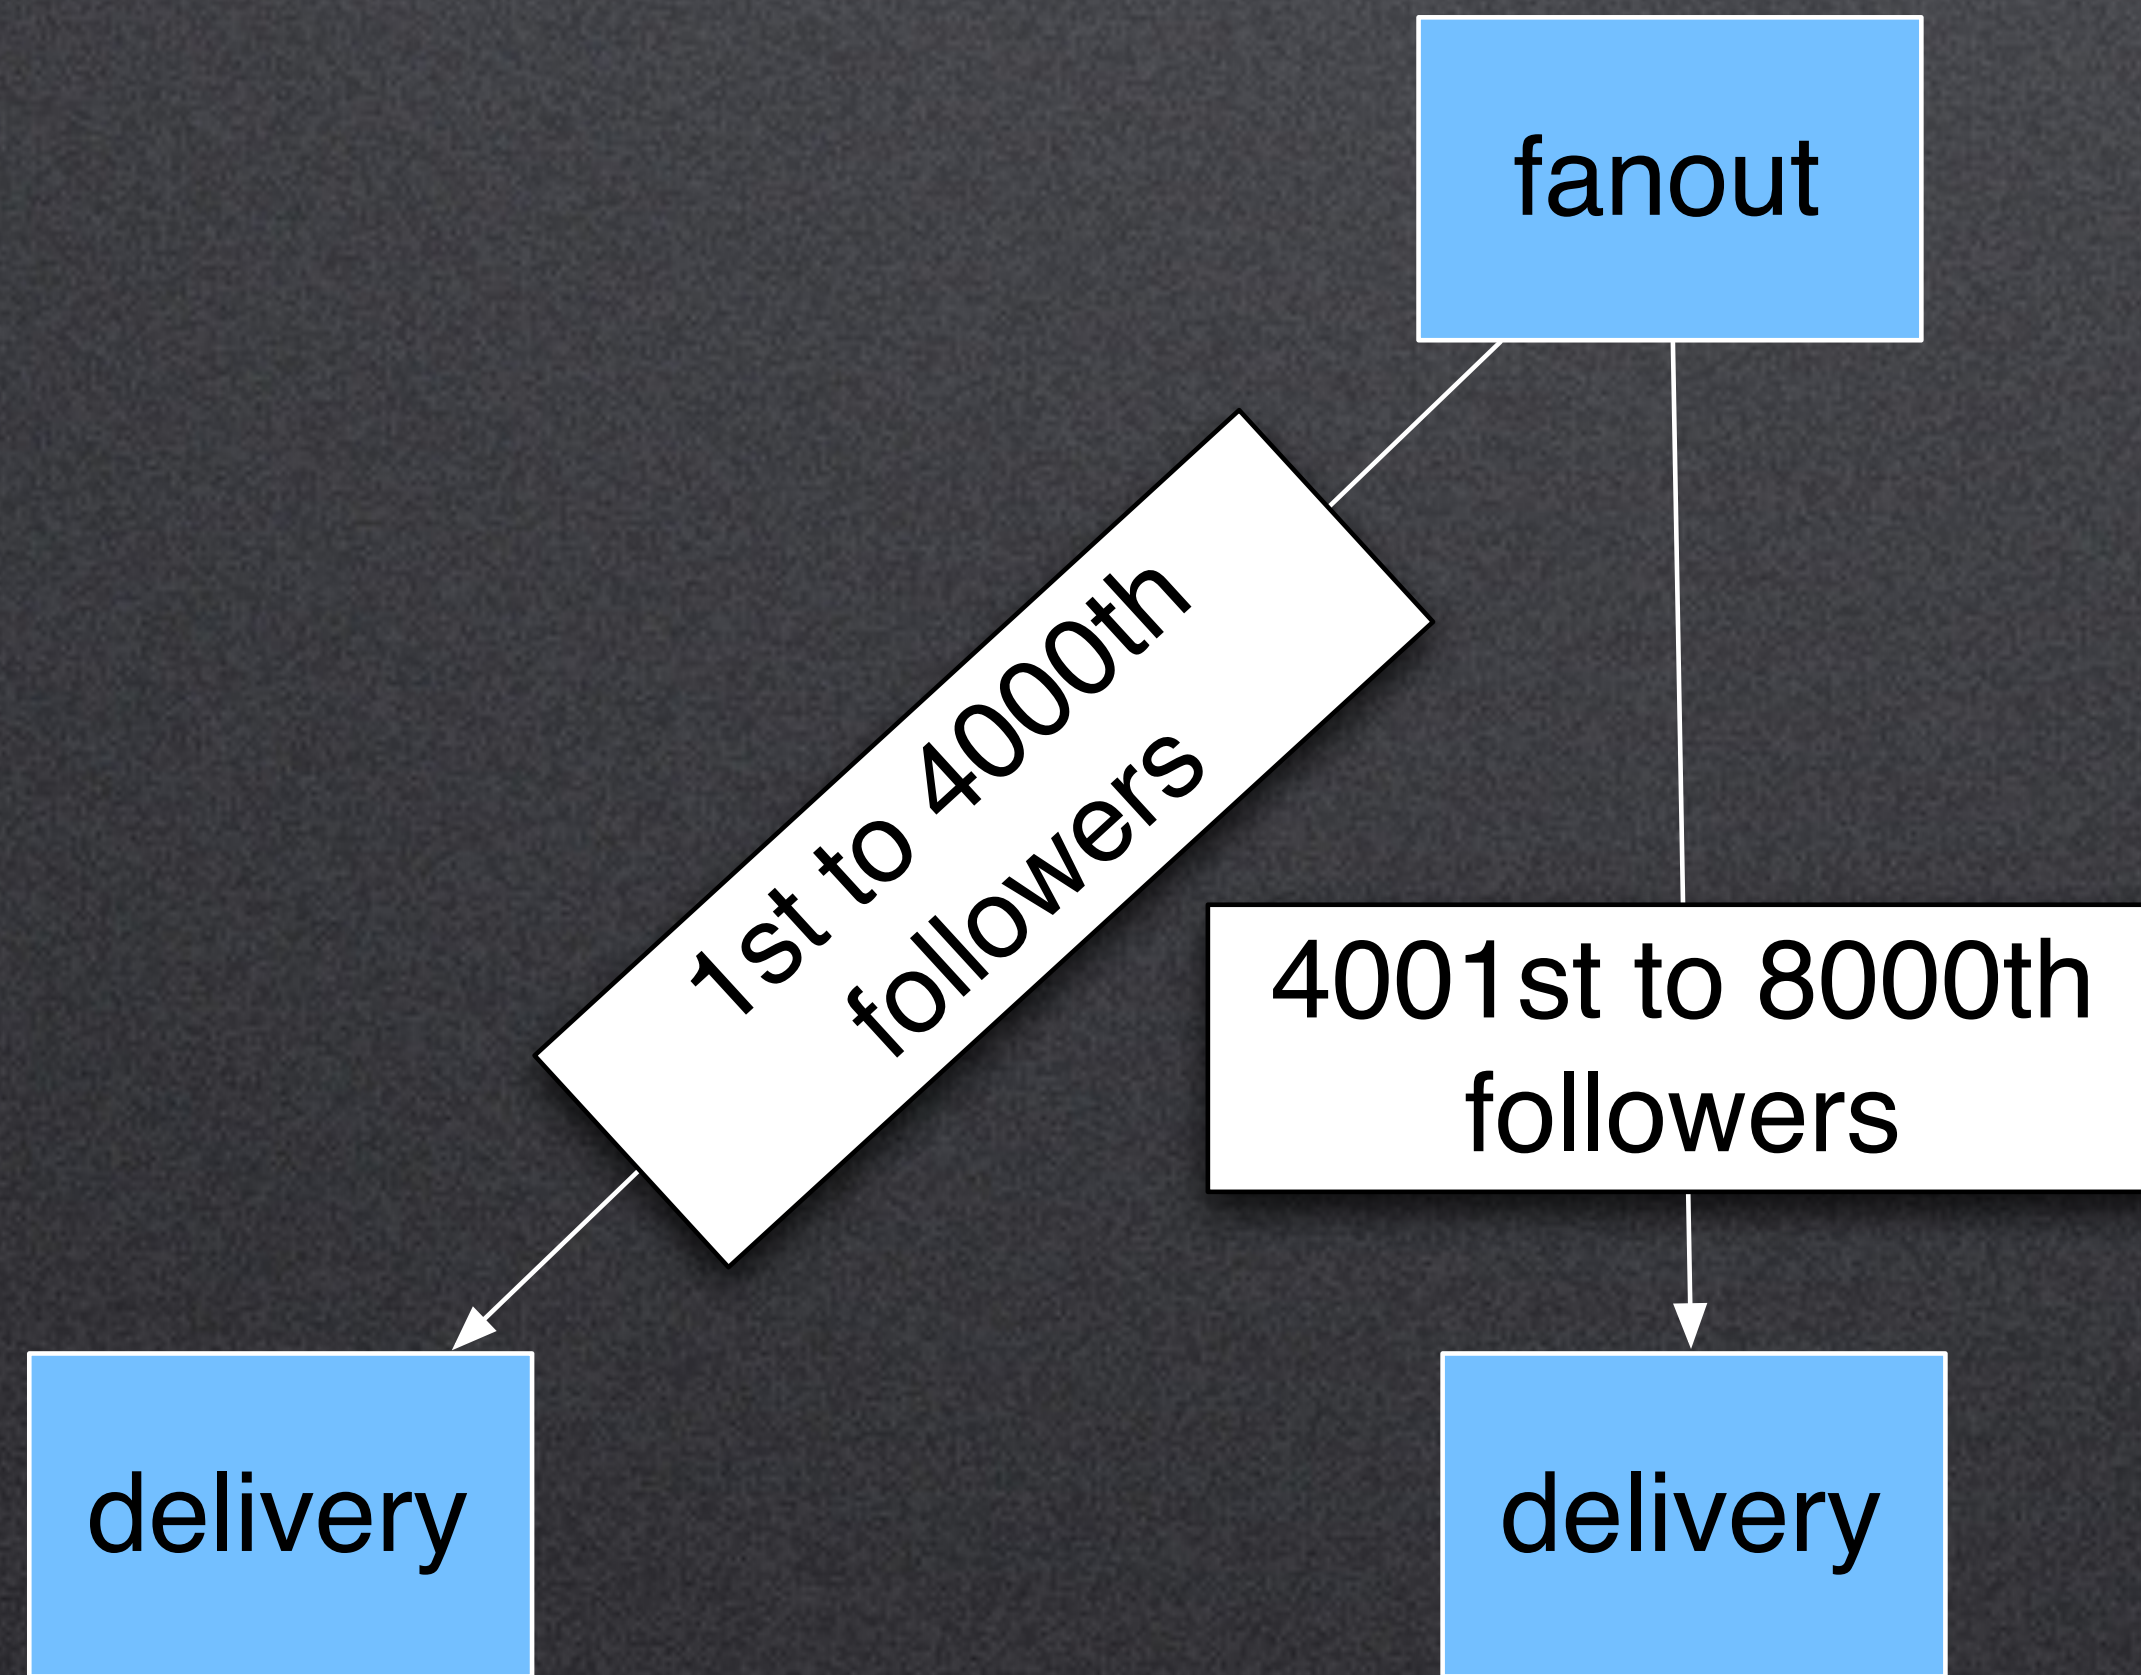 fanout
1st to 4000th
followers
4001st to 8000th
followers
delivery
delivery